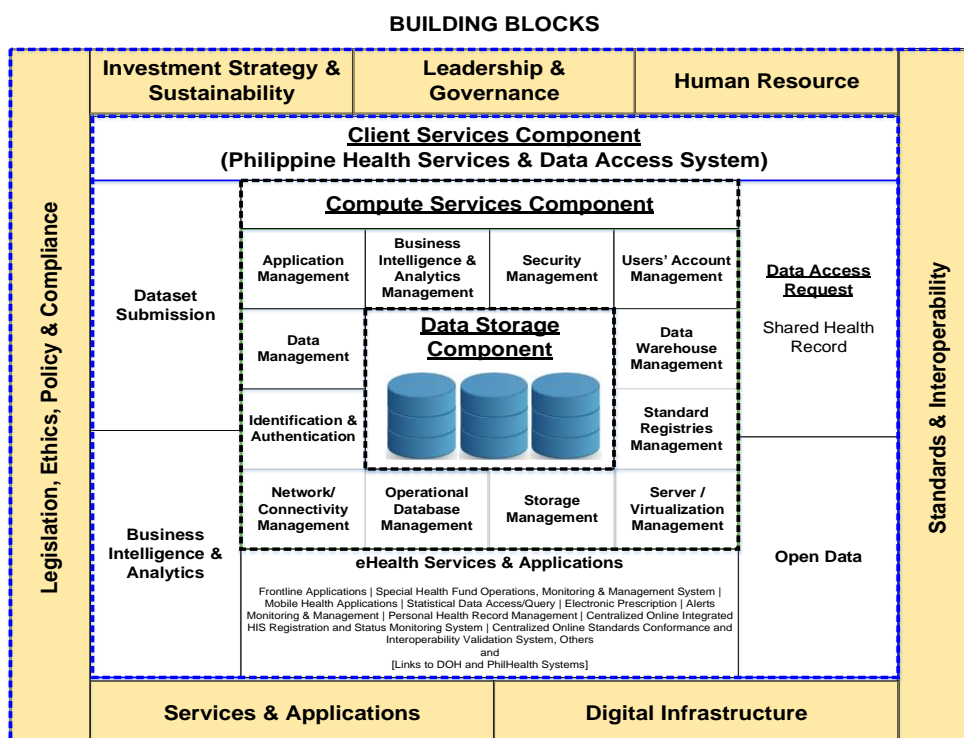 BUILDING BLOCKS
Investment Strategy &
Sustainability
Leadership &
Governance
Human Resource
Legislation, Ethics, Policy & Compliance
Client Services Component
(Philippine Health Services & Data Access System)
Dataset
Submission
Business
Intelligence &
Analytics
Compute Services Component
Application
Management
Business
Intelligence &
Analytics
Management
Security
Management
Users' Account
Management
Data
Management
Data Storage
Component
Data
Warehouse
Management
Identification &
Authentication
Standard
Registries
Management
Network/
Connectivity
Management
Operational
Database
Management
Storage
Management
Server /
Virtualization
Management
eHealth Services & Applications
Frontline Applications | Special Health Fund Operations, Monitoring & Management System |
Mobile Health Applications | Statistical Data Access/Query | Electronic Prescription | Alerts
Monitoring & Management | Personal Health Record Management | Centralized Online Integrated
HIS Registration and Status Monitoring System | Centralized Online Standards Conformance and
Interoperability Validation System, Others
and
[Links to DOH and PhilHealth Systems]
Data Access
Request
Shared Health
Record
Open Data
Standards & Interoperability
Services & Applications
Digital Infrastructure